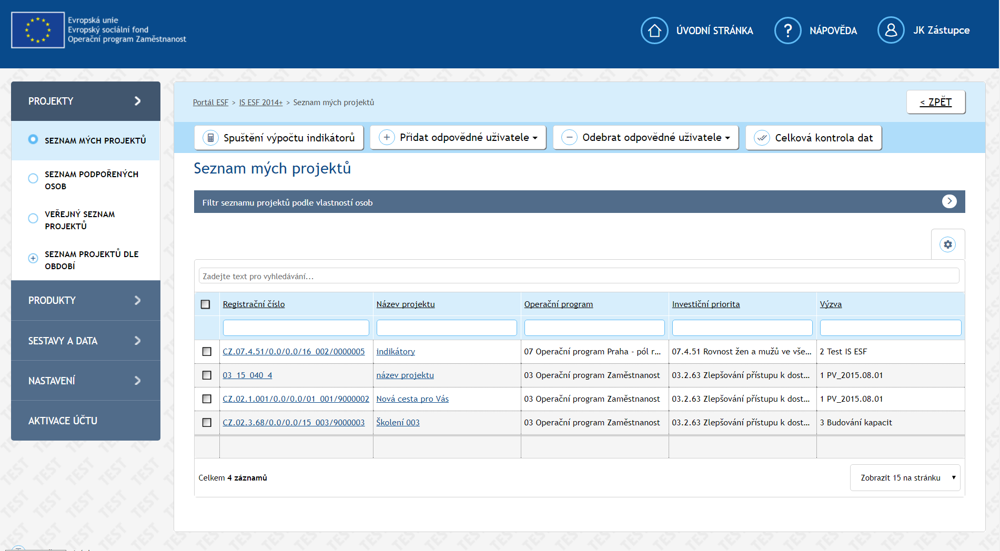 Evropská unie
Evropský sociální fond
Operační program Zaměstnanost
ÚVODNÍ STRÁNKA
? NÁPOVĚDA
JK Zástupce
PROJEKTY
SEZNAM MÝCH PROJEKTŮ
SEZNAM PODPOŘENÝCH
OSOB
VEŘEJNÝ SEZNAM
PROJEKTŮ
SEZNAM PROJEKTŮ DLE
OBDOBÍ
PRODUKTY
SESTAVY A DATA
NASTAVENÍ
AKTIVACE ÚČTU
Portál ESF > IS ESF 2014+ > Seznam mých projektů
< ZPĚT
Spuštění výpočtu indikátorů
Přidat odpovědné uživatele
Odebrat odpovědné uživatele
Celková kontrola dat
Seznam mých projektů
Filtr seznamu projektů podle vlastností osob
Zadejte text pro vyhledávání...
Registrační číslo Název projektu Operační program Investiční priorita Výzva
CZ.07.4.51/0.0/0.0/16_002/0000005 indikátory 07 Operační program Praha - pól r... 07.4.51 Rovnost žen a mužů ve vše... 2 Test IS ESF
03_15_040_4 název projektu 03 Operační program Zaměstnanost 03.2.63 Zlepšování přístupu k dost... 1 PV_2015.08.01
CZ.02.1.001/0.0/0.0/01_001/9000002 Nová cesta pro Vás 03 Operační program Zaměstnanost 03.2.63 Zlepšování přístupu k dost... 1 PV_2015.08.01
CZ.02.3.68/0.0/0.0/15_003/9000003 Školení 003 03 Operační program Zaměstnanost 03.2.63 Zlepšování přístupu k dost... 3 Budování kapacit
Celkem 4 záznamů
Zobrazit 15 na stránku
TEST